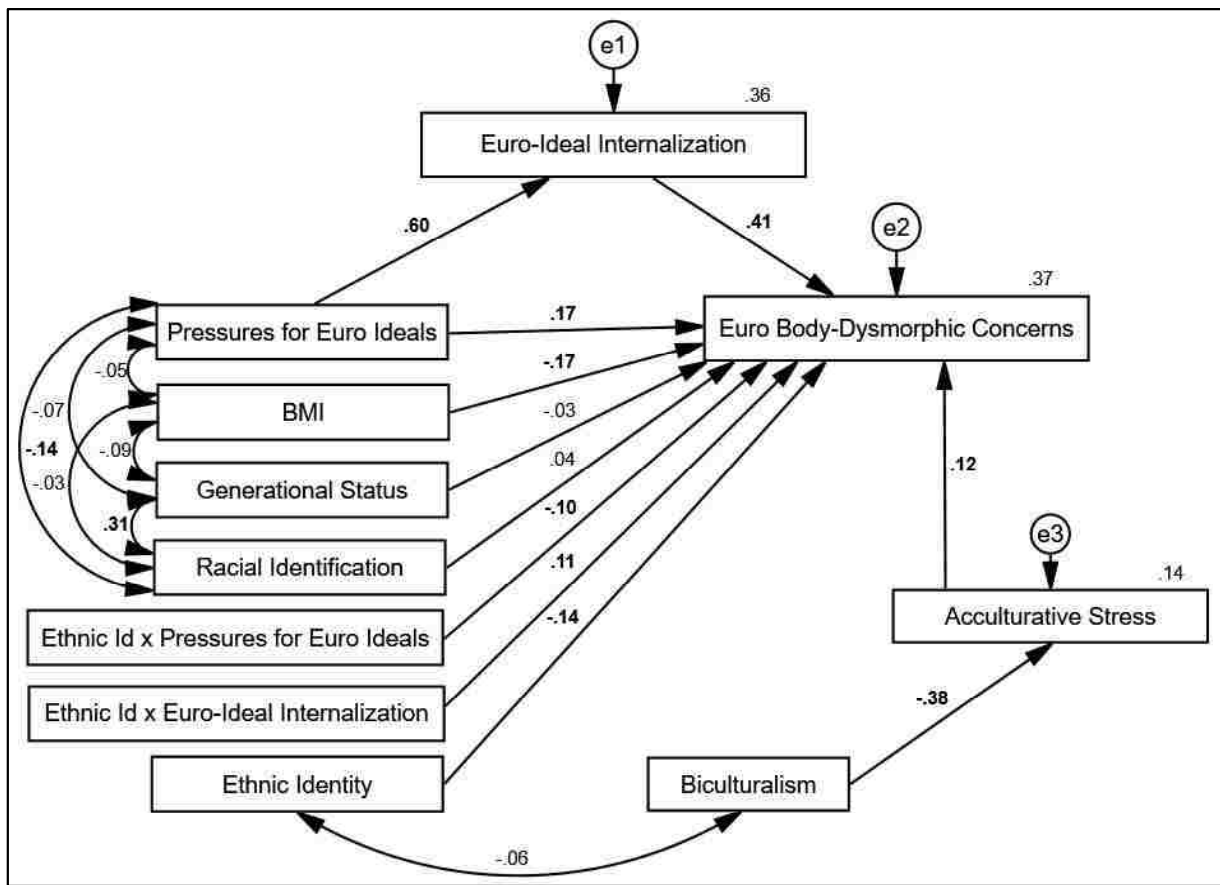 e1
.36
Euro-Ideal Internalization
.60
.41
e2
.37
Pressures for Euro Ideals
.17
Euro Body-Dysmorphic Concerns
-.05
-.17
-.07
BMI
-.03
-.14
-.09
.04
-.03
Generational Status
-.10
.12
.31
Racial Identification
.11
e3
-.14
.14
Ethnic Id x Pressures for Euro Ideals
Acculturative Stress
Ethnic Id x Euro-Ideal Internalization
-.38
Ethnic Identity
Biculturalism
-.06